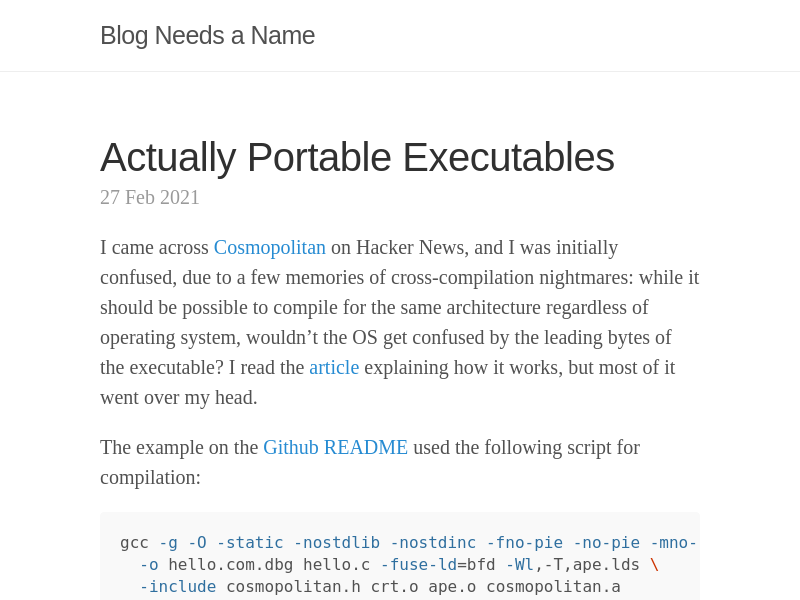 Blog Needs a Name
Actually Portable Executables
27 Feb 2021
I came across Cosmopolitan on Hacker News, and I was initially
confused, due to a few memories of cross-compilation nightmares: while it
should be possible to compile for the same architecture regardless of
operating system, wouldn’t the OS get confused by the leading bytes of
the executable? I read the article explaining how it works, but most of it
went over my head.
The example on the Github README used the following script for
compilation:
gcc -g -O -static -nostdlib -nostdinc -fno-pie -no-pie -mno-
-o hello.com.dbg hello.c -fuse-ld=bfd -Wl,-T,ape.lds \
-include cosmopolitan.h crt.o ape.o cosmopolitan.a